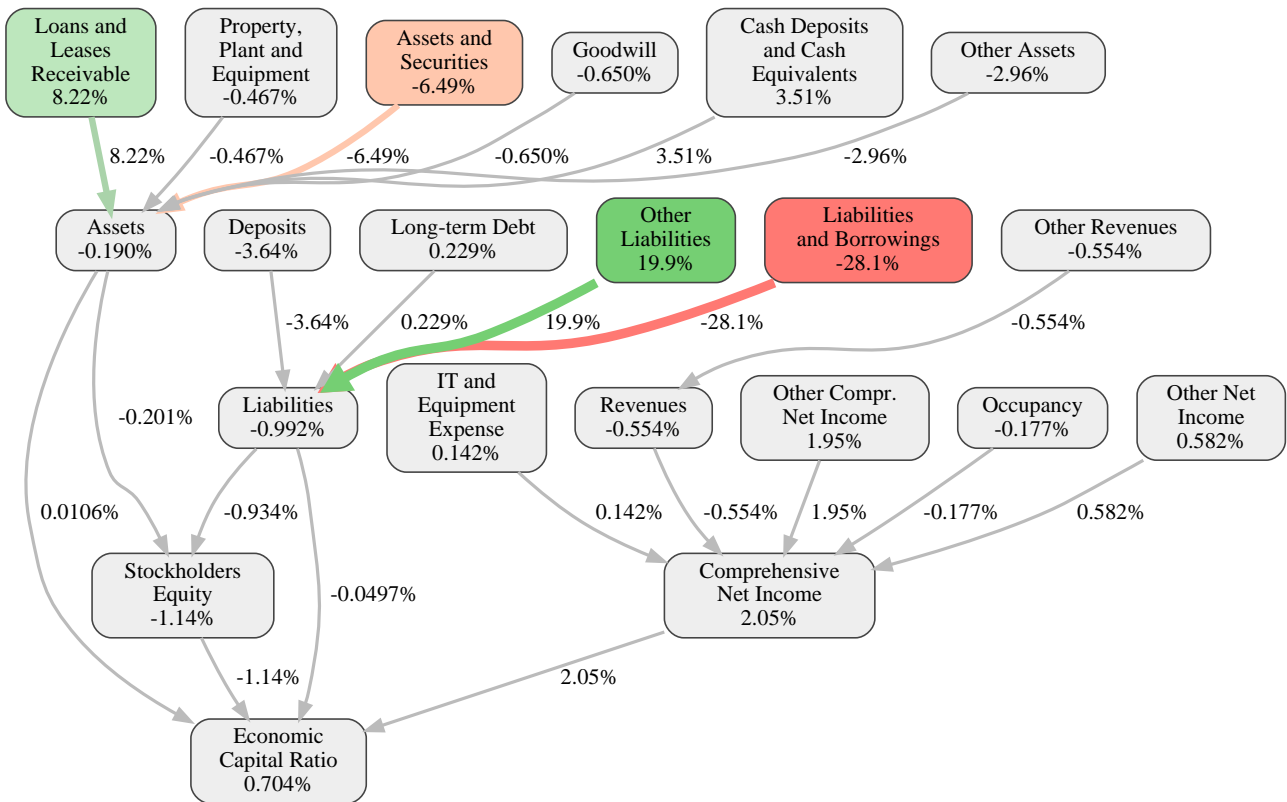 Loans and
Leases
Receivable
8.22%
Property,
Plant and
Equipment
-0.467%
Assets and
Securities
-6.49%
Goodwill
-0.650%
Cash Deposits
and Cash
Equivalents
3.51%
Other Assets
-2.96%
8.22%
-0.467%
-6.49%
-0.650%
3.51%
-2.96%
Assets
-0.190%
Deposits
-3.64%
Long-term Debt
0.229%
Other
Liabilities
19.9%
Liabilities
and Borrowings
-28.1%
Other Revenues
-0.554%
-3.64%
0.229%
19.9%
-28.1%
-0.554%
Liabilities
-0.992%
IT and
Equipment
Expense
0.142%
Revenues
-0.554%
Other Compr.
Net Income
1.95%
Occupancy
-0.177%
Other Net
Income
0.582%
-0.201%
0.0106%
-0.934%
0.142%
-0.554%
1.95%
-0.177%
0.582%
Stockholders
Equity
-1.14%
-0.0497%
Comprehensive
Net Income
2.05%
-1.14%
2.05%
Economic
Capital Ratio
0.704%